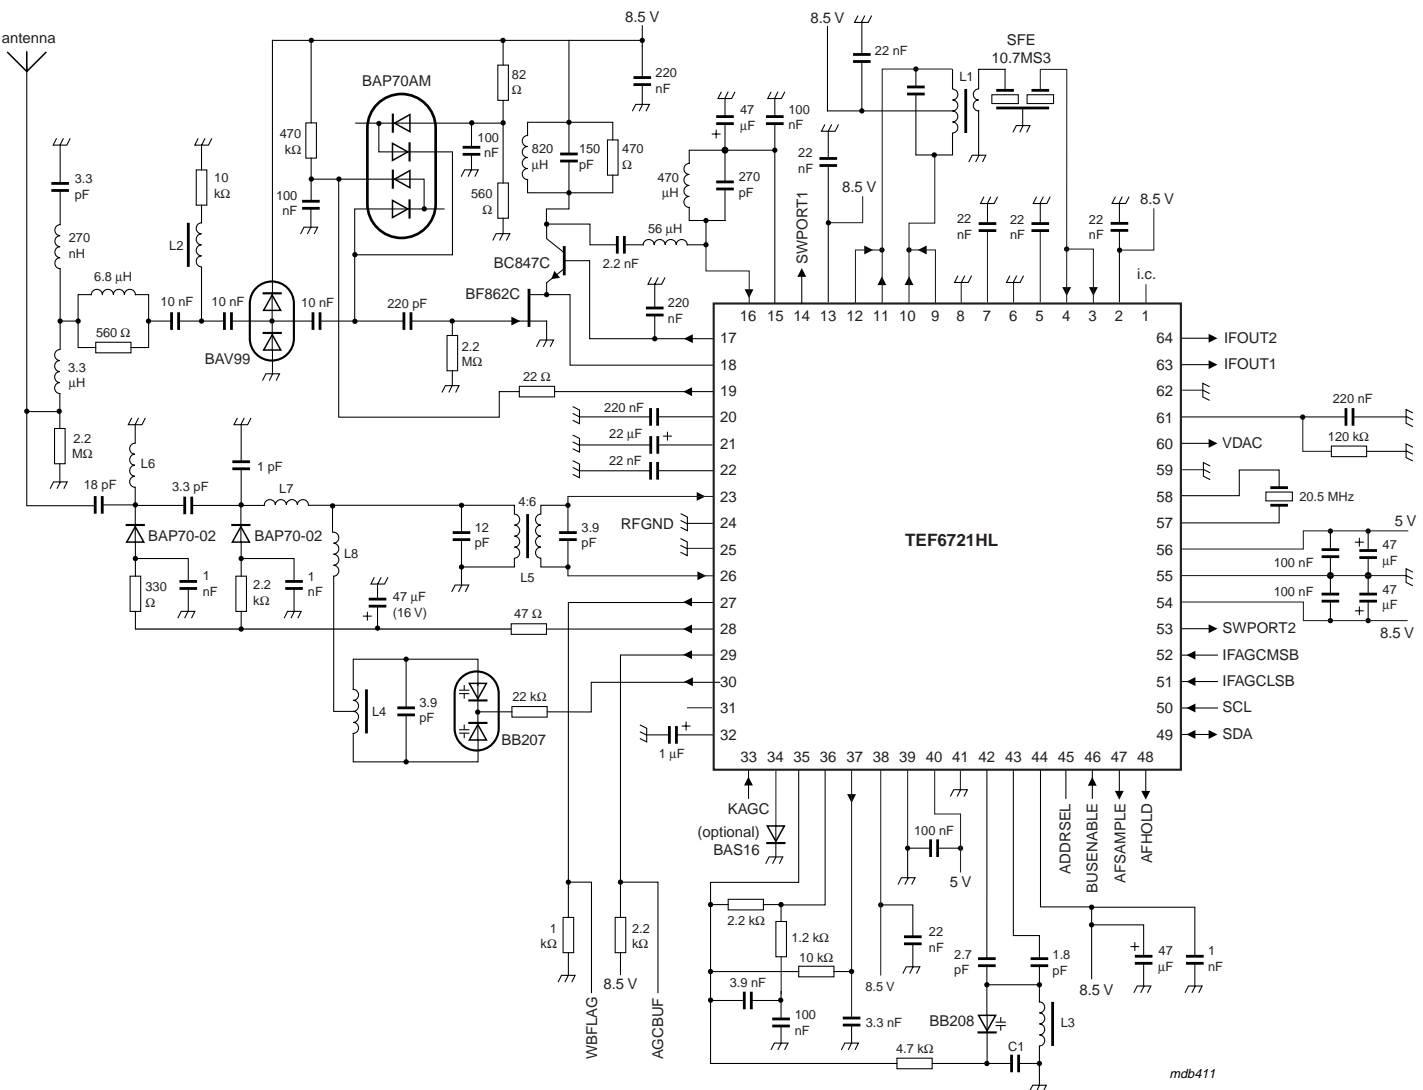 8.5 V
8.5 V
SFE
10.7MS3
antenna
22 nF
BAP70AM
82
Ω
220
nF
L1
47
μF
100
nF
470
kΩ
100
nF
820
μH
150
pF
470
Ω
22
nF
3.3
pF
10
kΩ
100
nF
560
Ω
470
μH
270
pF
8.5 V
8.5 V
270
nH
L2
56 μH
2.2 nF
SWPORT1
22
nF
22
nF
22
nF
6.8 μH
BC847C
i.c.
10 nF
10 nF
10 nF
220 pF
BF862C
220
nF
16 15 14 13 12 11 10 9 8 7 6 5 4 3 2 1
560 Ω
BAV99
2.2
MΩ
17
64
IFOUT2
3.3
μH
18
63
IFOUT1
22 Ω
19
62
220 nF
20
61
220 nF
22 μF
+
21
60
VDAC
120 kΩ
2.2
MΩ
L6
1 pF
22 nF
22
59
18 pF
3.3 pF
L7
4:6
23
58
20.5 MHz
BAP70-02
BAP70-02
12
pF
3.9
pF
RFGND
24
57
TEF6721HL
5 V
L8
25
56
100 nF
+
47
μF
L5
26
55
330
Ω
1
nF
2.2
kΩ
1
nF
47 μF
(16 V)
+
27
54
100 nF
+
47
μF
47 Ω
28
53
SWPORT2
8.5 V
29
52
IFAGCMSB
30
51
IFAGCLSB
L4
3.9
pF
22 kΩ
31
50
SCL
BB207
+
1 μF
32
49
SDA
33 34 35 36 37 38 39 40 41 42 43 44 45 46 47 48
KAGC
(optional)
BAS16
100 nF
5 V
ADDRSEL
BUSENABLE
AFSAMPLE
AFHOLD
1
kΩ
2.2
kΩ
2.2 kΩ
1.2 kΩ
10 kΩ
22
nF
2.7
pF
1.8
pF
+
47
μF
1
nF
8.5 V
3.9 nF
8.5 V
8.5 V
WBFLAG
AGCBUF
100
nF
3.3 nF
BB208
L3
4.7 kΩ
C1
mdb411